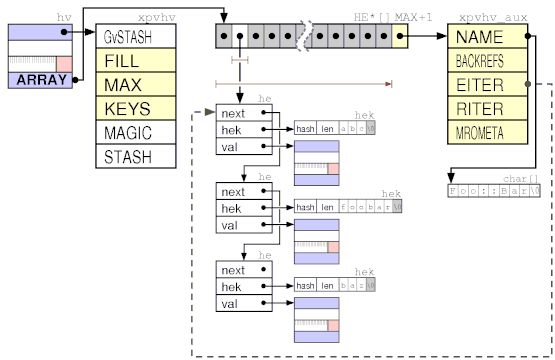 hv
xpvhv
HE*[] MAX+1
xpvhv_aux
GvSTASH
FILL
MAX
KEYS
MAGIC
STASH
ARRAY
NAME
BACKREFS
EITER
RITER
MROMETA
he
next
hek
val
hek
hash len a b c \0
char[]
F o o : : B a r \0
he
next
hek
val
hek
hash len f o o b a r \0
he
next
hek
val
hek
hash len b a z \0